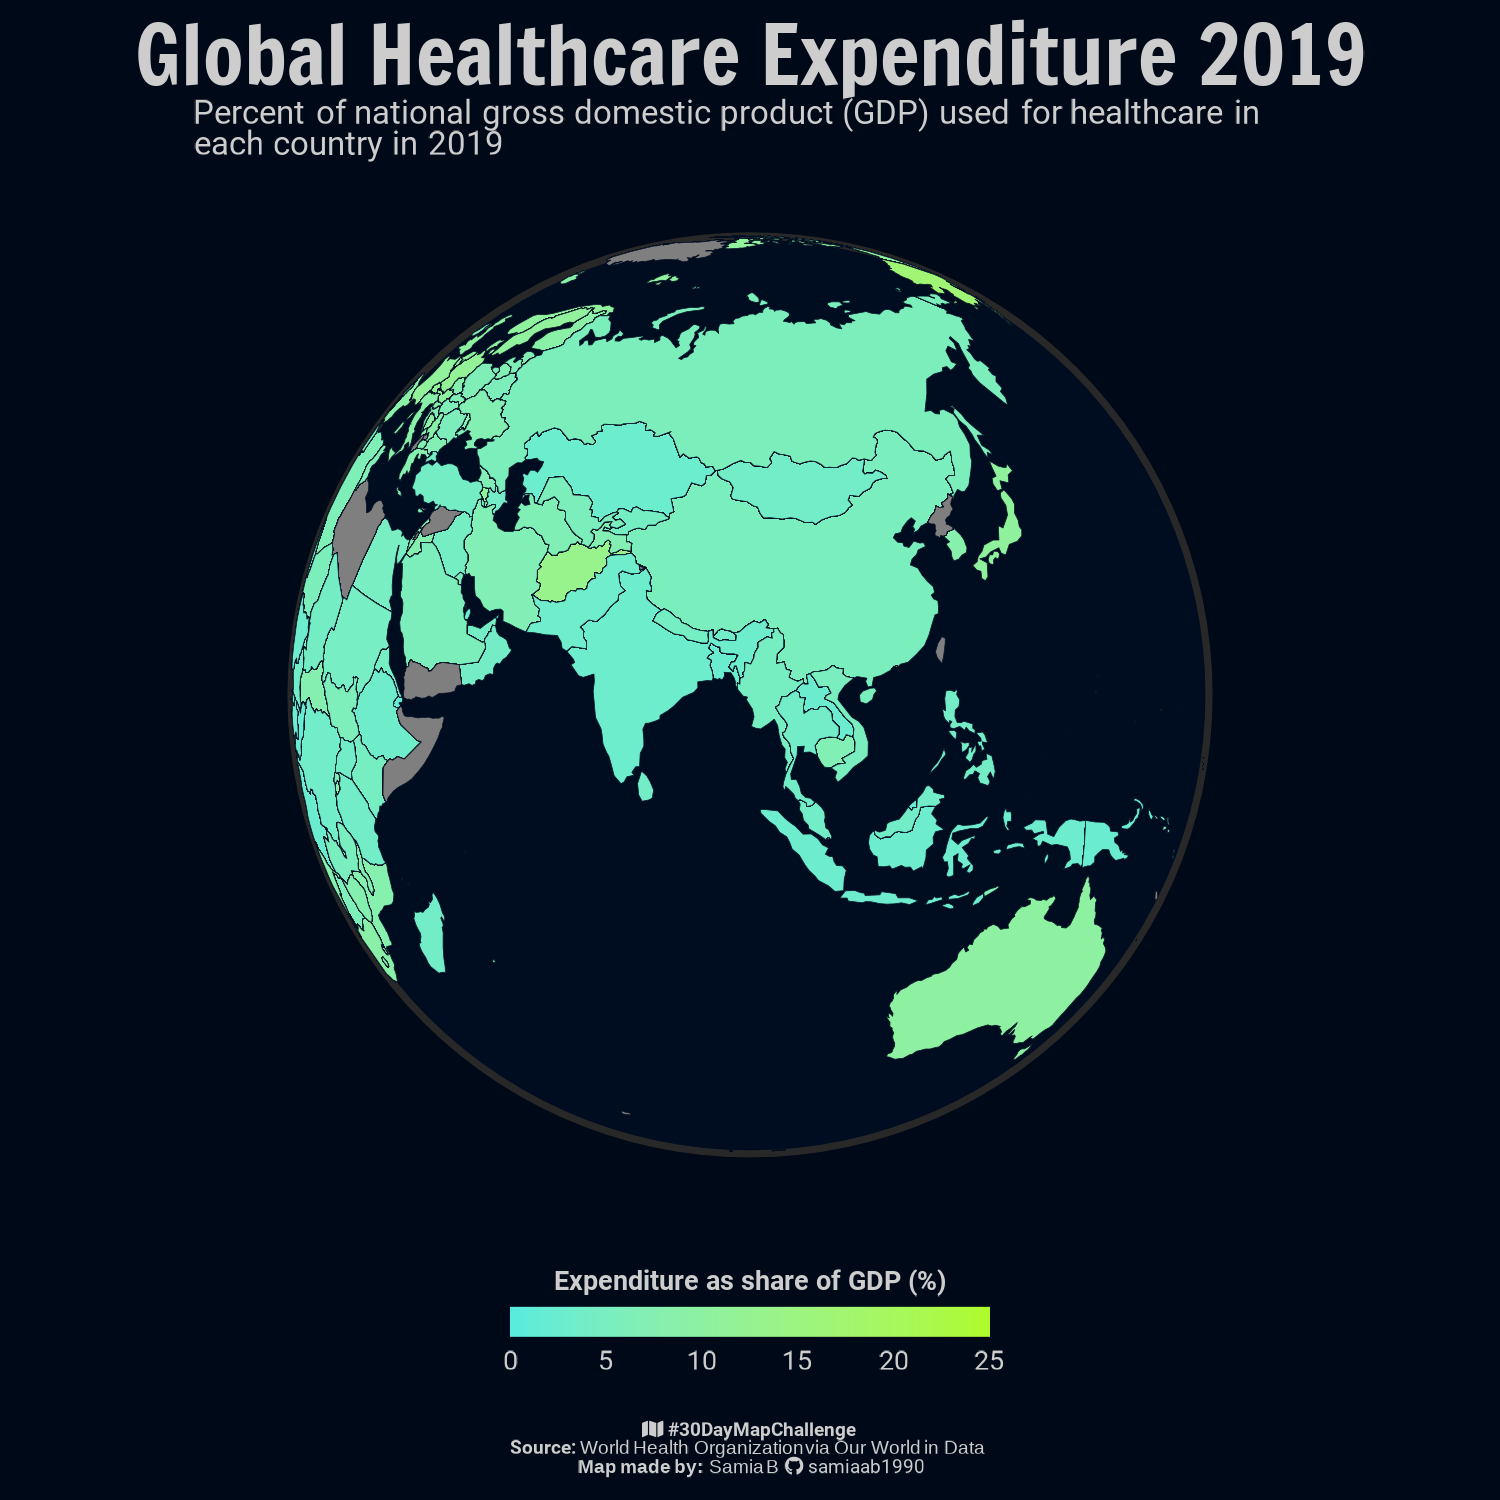 Global Healthcare Expenditure 2019
Percent of national gross domestic product (GDP) used for healthcare in
each country in 2019
Expenditure as share of GDP (%)
0 5 10 15 20 25
#30DayMapChallenge
Source: World Health Organization via Our World in Data
Map made by: Samia B samiaab1990